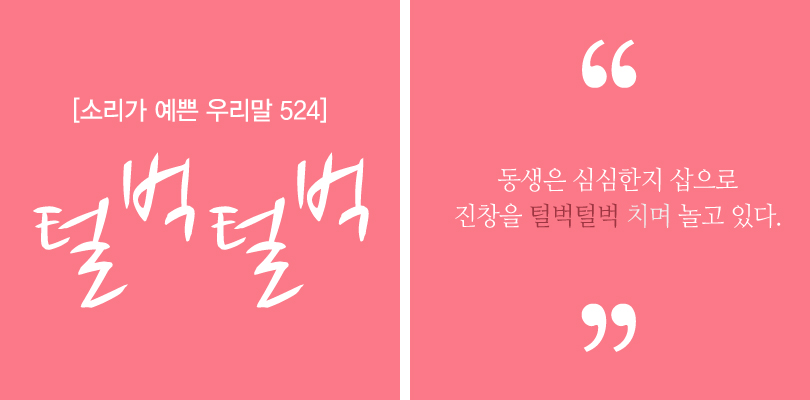 [소리가 예쁜 우리말 524]
털벅털벅
“
동생은 심심한지 삽으로
진창을 털벅털벅 치며 놀고 있다.
”